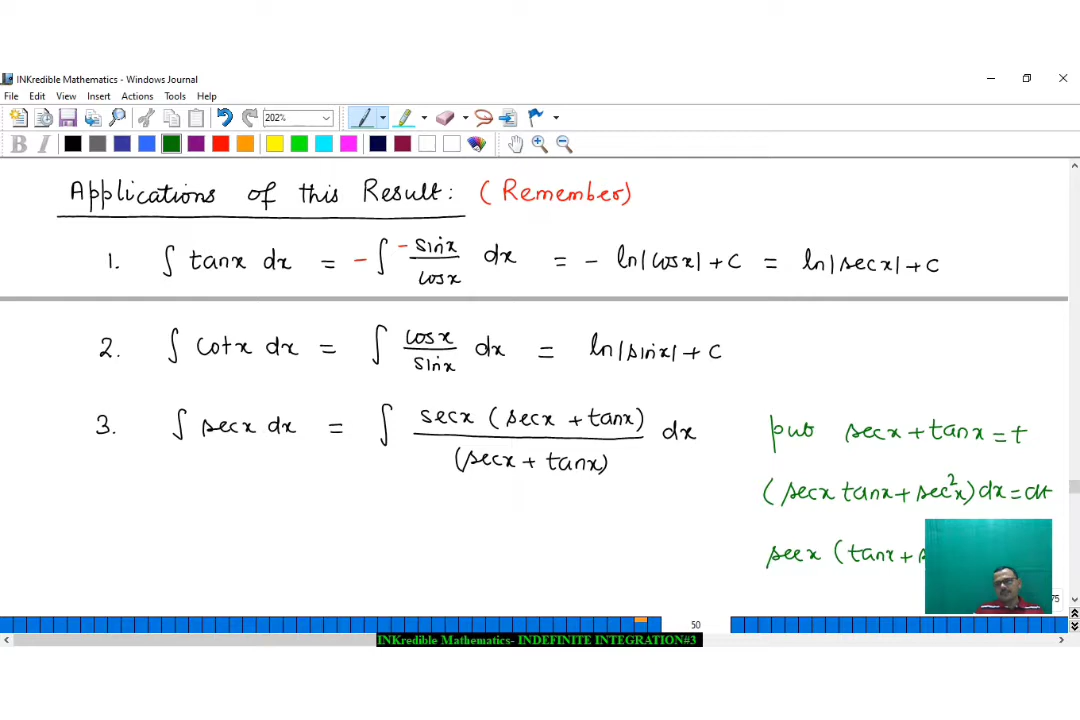 INKredible Mathematics - Windows Journal
File Edit View Insert Actions Tools Help
202%
B I
Applications of this Result: (Remember)
1. ∫ tanx dx = -∫ -sinx/cosx dx = - ln|cosx| + c = ln|secx| + c
2. ∫ cotx dx = ∫ cosx/sinx dx = ln|sinx| + c
3. ∫ secx dx = ∫ secx (secx + tanx)/(secx + tanx) dx
put secx + tanx = t
(secx tanx + sec²x) dx = dt
secx (tanx + s
75
50
INKredible Mathematics- INDEFINITE INTEGRATION#3